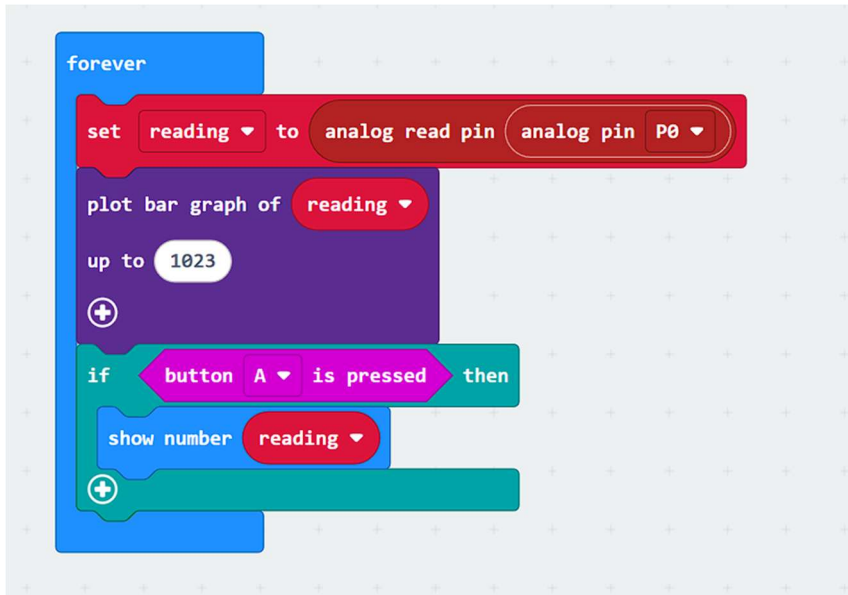 forever
set reading to analog read pin analog pin P0
plot bar graph of reading
up to 1023
if button A is pressed then
show number reading